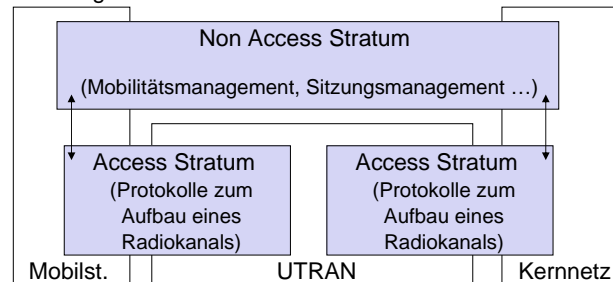 Non Access Stratum
(Mobilitätsmanagement, Sitzungsmanagement …)
Access Stratum
(Protokolle zum
Aufbau eines
Radiokanals)
Access Stratum
(Protokolle zum
Aufbau eines
Radiokanals)
Mobilst. UTRAN Kernnetz